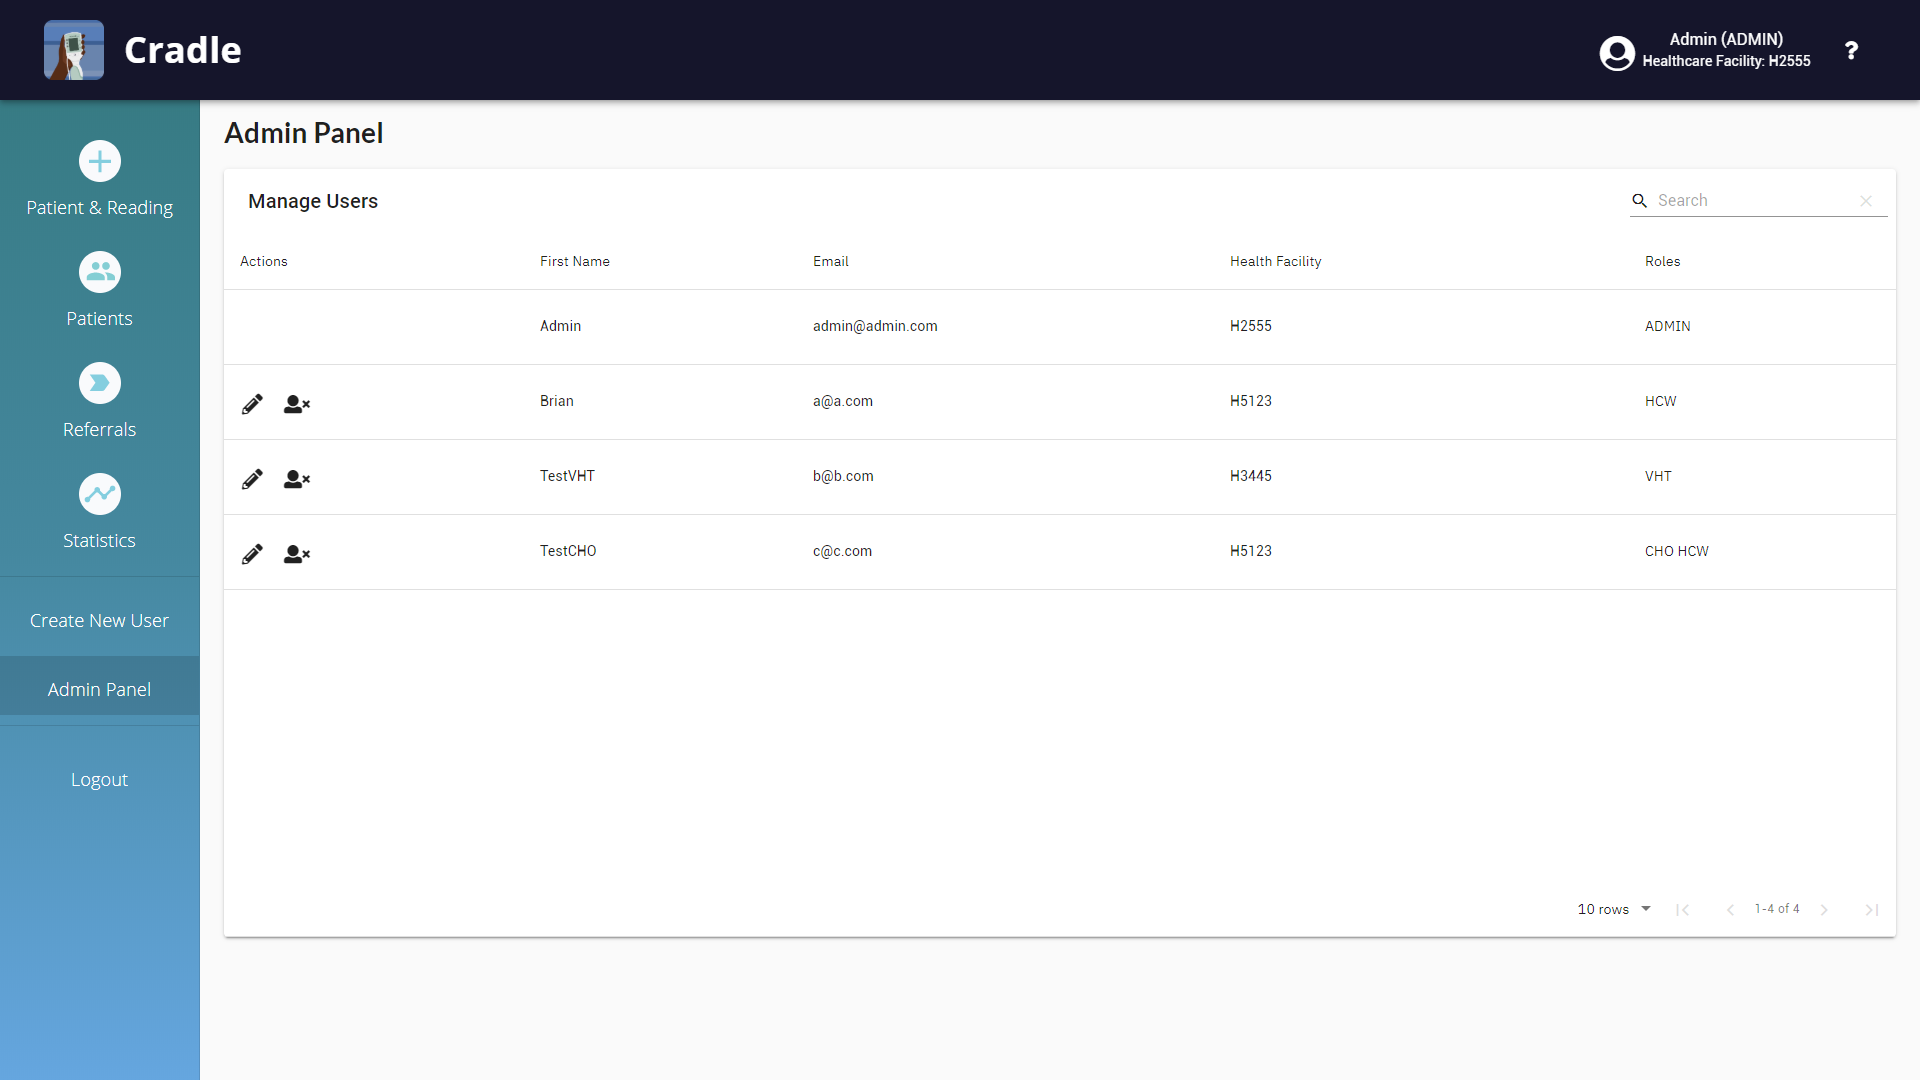 Cradle
Admin (ADMIN)
Healthcare Facility: H2555
?
Patient & Reading
Patients
Referrals
Statistics
Create New User
Admin Panel
Logout
Admin Panel
Manage Users
Search
Actions First Name Email Health Facility Roles
Admin admin@admin.com H2555 ADMIN
Brian a@a.com H5123 HCW
TestVHT b@b.com H3445 VHT
TestCHO c@c.com H5123 CHO HCW
10 rows 1-4 of 4